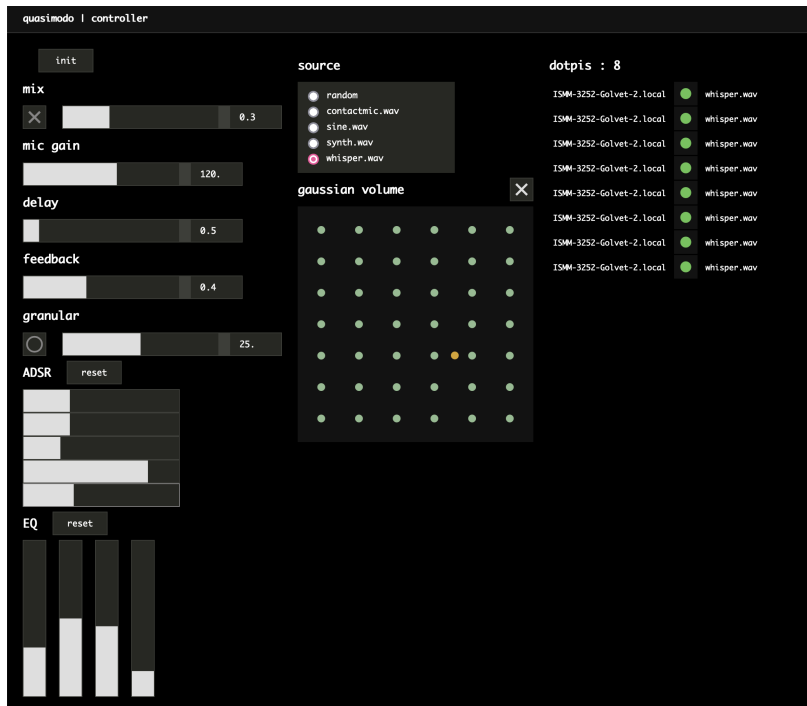 quasimodo | controller
init
mix
0.3
mic gain
120.
delay
0.5
feedback
0.4
granular
25.
ADSR reset
EQ reset
source
random
contactmic.wav
sine.wav
synth.wav
whisper.wav
gaussian volume
dotpis : 8
ISMM-3252-Golvet-2.local whisper.wav
ISMM-3252-Golvet-2.local whisper.wav
ISMM-3252-Golvet-2.local whisper.wav
ISMM-3252-Golvet-2.local whisper.wav
ISMM-3252-Golvet-2.local whisper.wav
ISMM-3252-Golvet-2.local whisper.wav
ISMM-3252-Golvet-2.local whisper.wav
ISMM-3252-Golvet-2.local whisper.wav